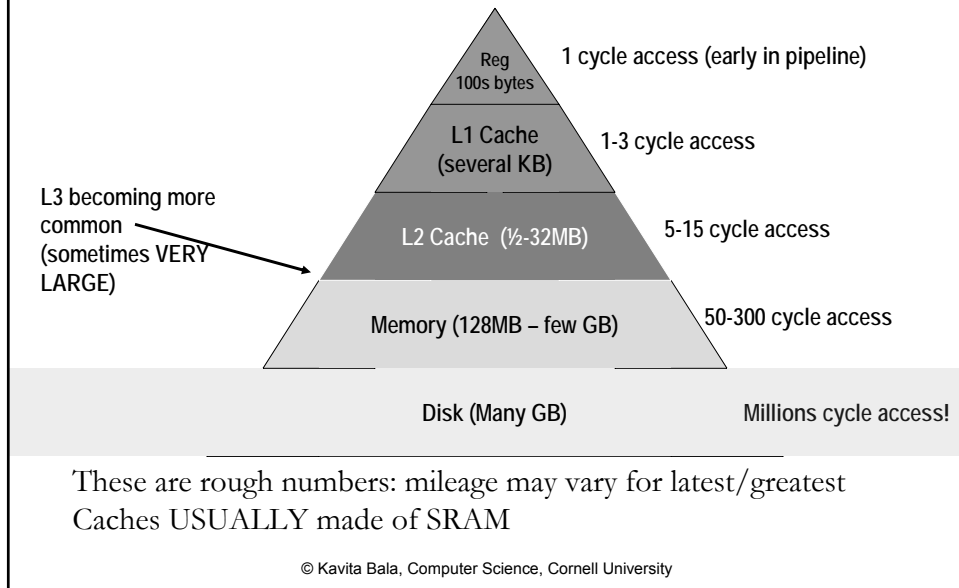 Reg
100s bytes
1 cycle access (early in pipeline)
L1 Cache
(several KB)
1-3 cycle access
L3 becoming more
common
(sometimes VERY
LARGE)
L2 Cache (½-32MB)
5-15 cycle access
Memory (128MB – few GB)
50-300 cycle access
Disk (Many GB)
Millions cycle access!
These are rough numbers: mileage may vary for latest/greatest
Caches USUALLY made of SRAM
© Kavita Bala, Computer Science, Cornell University